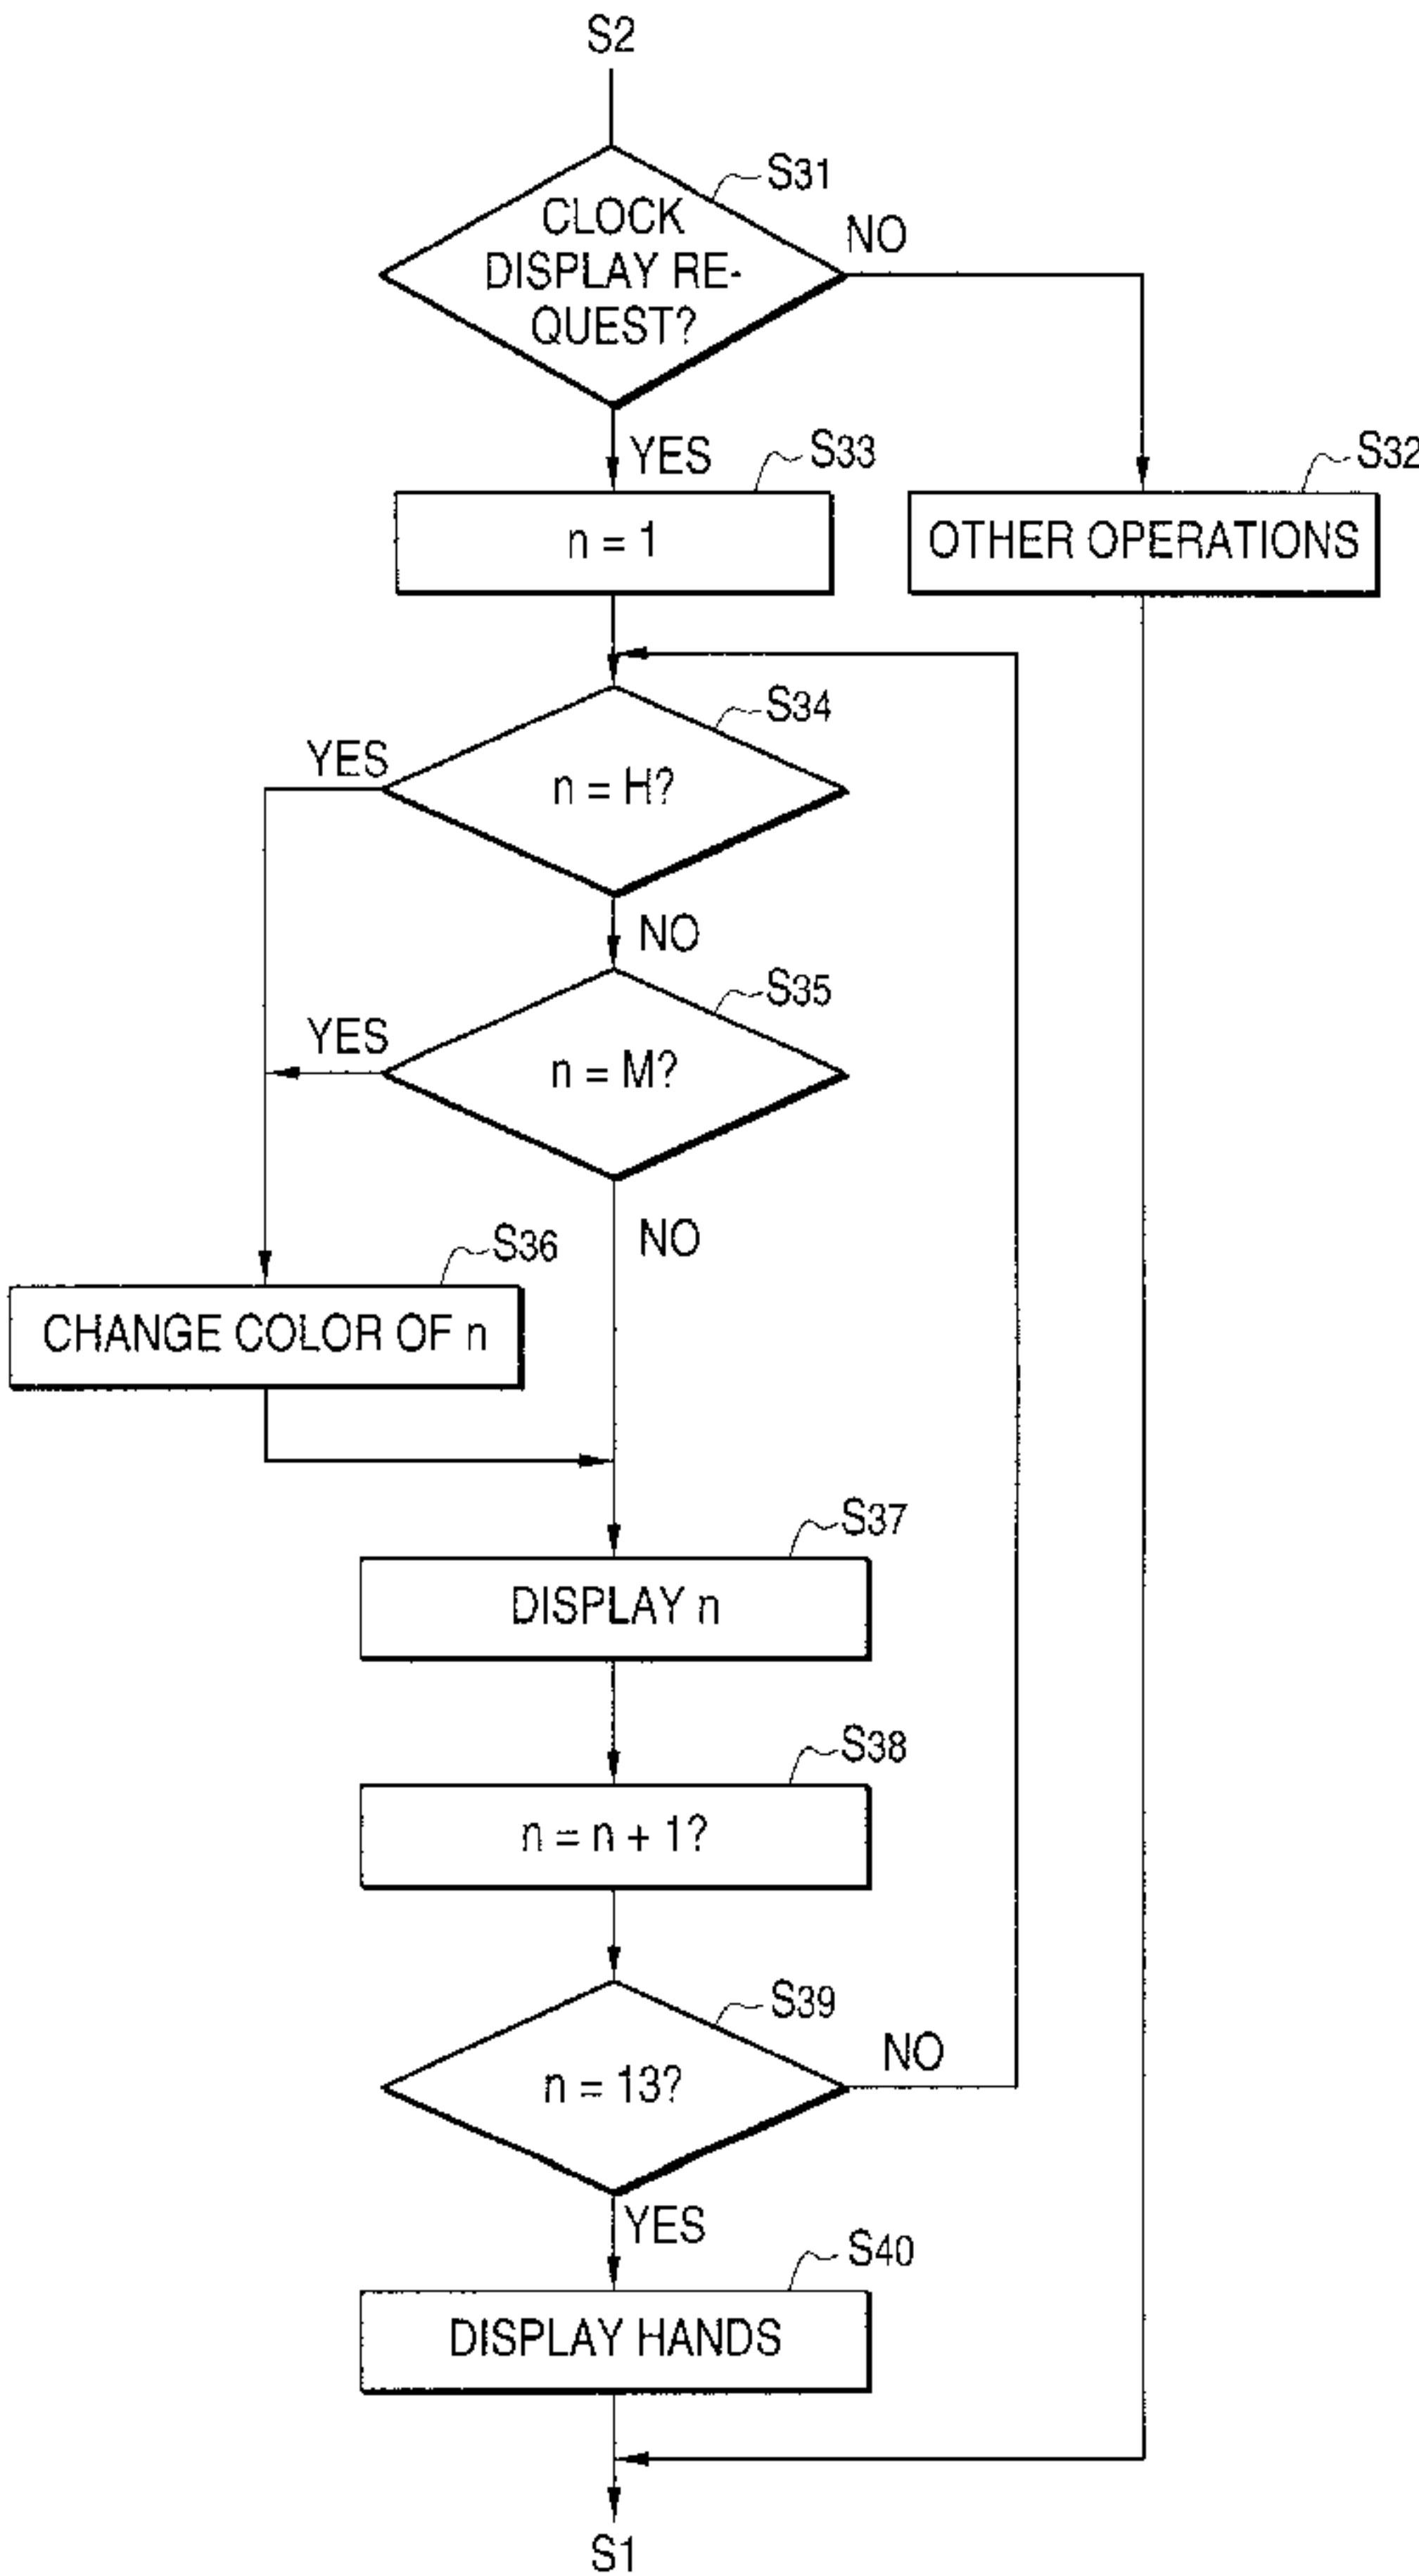 S2
S31
CLOCK
DISPLAY RE-
QUEST?
NO
YES
S33
S32
n = 1
OTHER OPERATIONS
S34
YES
n = H?
NO
S35
YES
n = M?
NO
S36
CHANGE COLOR OF n
S37
DISPLAY n
S38
n = n + 1?
S39
NO
n = 13?
YES
S40
DISPLAY HANDS
S1